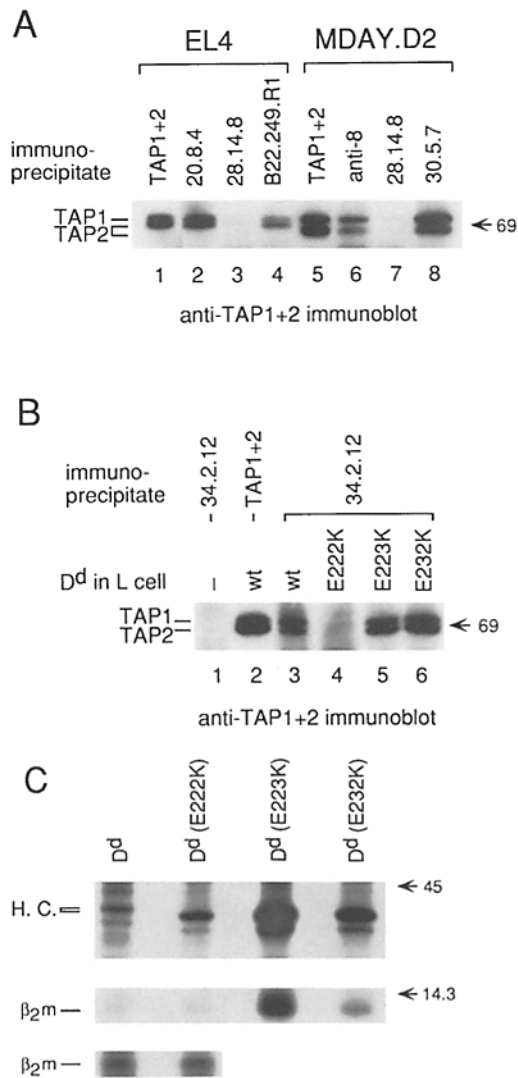 A
EL4 MDAY.D2
immuno-
precipitate
TAP1+2 20.8.4 28.14.8 B22.249.R1 TAP1+2 anti-8 28.14.8 30.5.7
TAP1
TAP2
69
1 2 3 4 5 6 7 8
anti-TAP1+2 immunoblot
B
immuno-
precipitate
34.2.12 TAP1+2 34.2.12
Dd in L cell
– wt wt E222K E223K E232K
TAP1
TAP2
69
1 2 3 4 5 6
anti-TAP1+2 immunoblot
C
Dd Dd (E222K) Dd (E223K) Dd (E232K)
H. C.
45
β2m
14.3
β2m